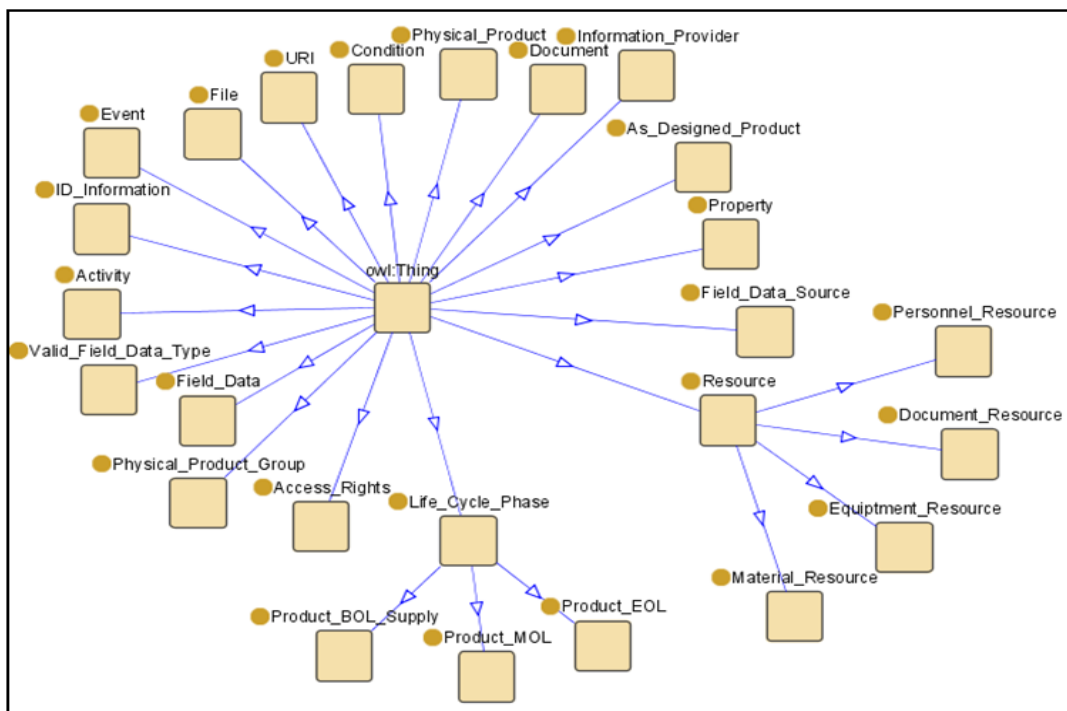 Physical_Product
Information_Provider
Condition
Document
URI
File
Event
As_Designed_Product
ID_Information
Property
owl:Thing
Activity
Field_Data_Source
Personnel_Resource
Valid_Field_Data_Type
Field_Data
Resource
Document_Resource
Physical_Product_Group
Access_Rights
Life_Cycle_Phase
Equiptment_Resource
Material_Resource
Product_BOL_Supply
Product_EOL
Product_MOL